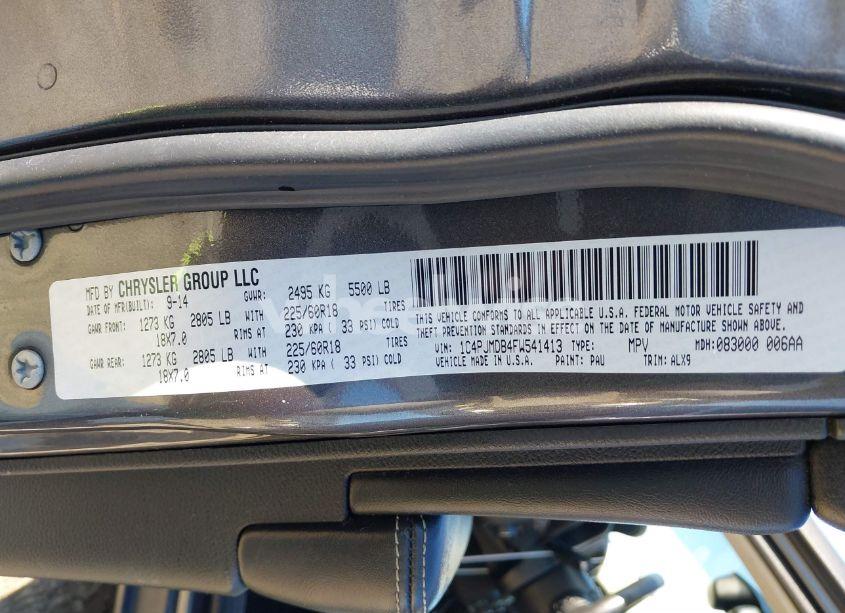 MFD BY CHRYSLER GROUP LLC
DATE OF MFR(BUILT): 9-14 GVWR: 2495 KG 5500 LB
GAWR FRONT: 1273 KG 2805 LB WITH 225/60R18 TIRES
18X7.0 RIMS AT 230 KPA ( 33 PSI) COLD
GAWR REAR: 1273 KG 2805 LB WITH 225/60R18 TIRES
18X7.0 RIMS AT 230 KPA ( 33 PSI) COLD
THIS VEHICLE CONFORMS TO ALL APPLICABLE U.S.A. FEDERAL MOTOR VEHICLE SAFETY AND
THEFT PREVENTION STANDARDS IN EFFECT ON THE DATE OF MANUFACTURE SHOWN ABOVE.
VIN: 1C4PJMDB4FW541413 TYPE: MPV MDH: 083000 006AA
VEHICLE MADE IN U.S.A. PAINT: PAU TRIM: ALX9